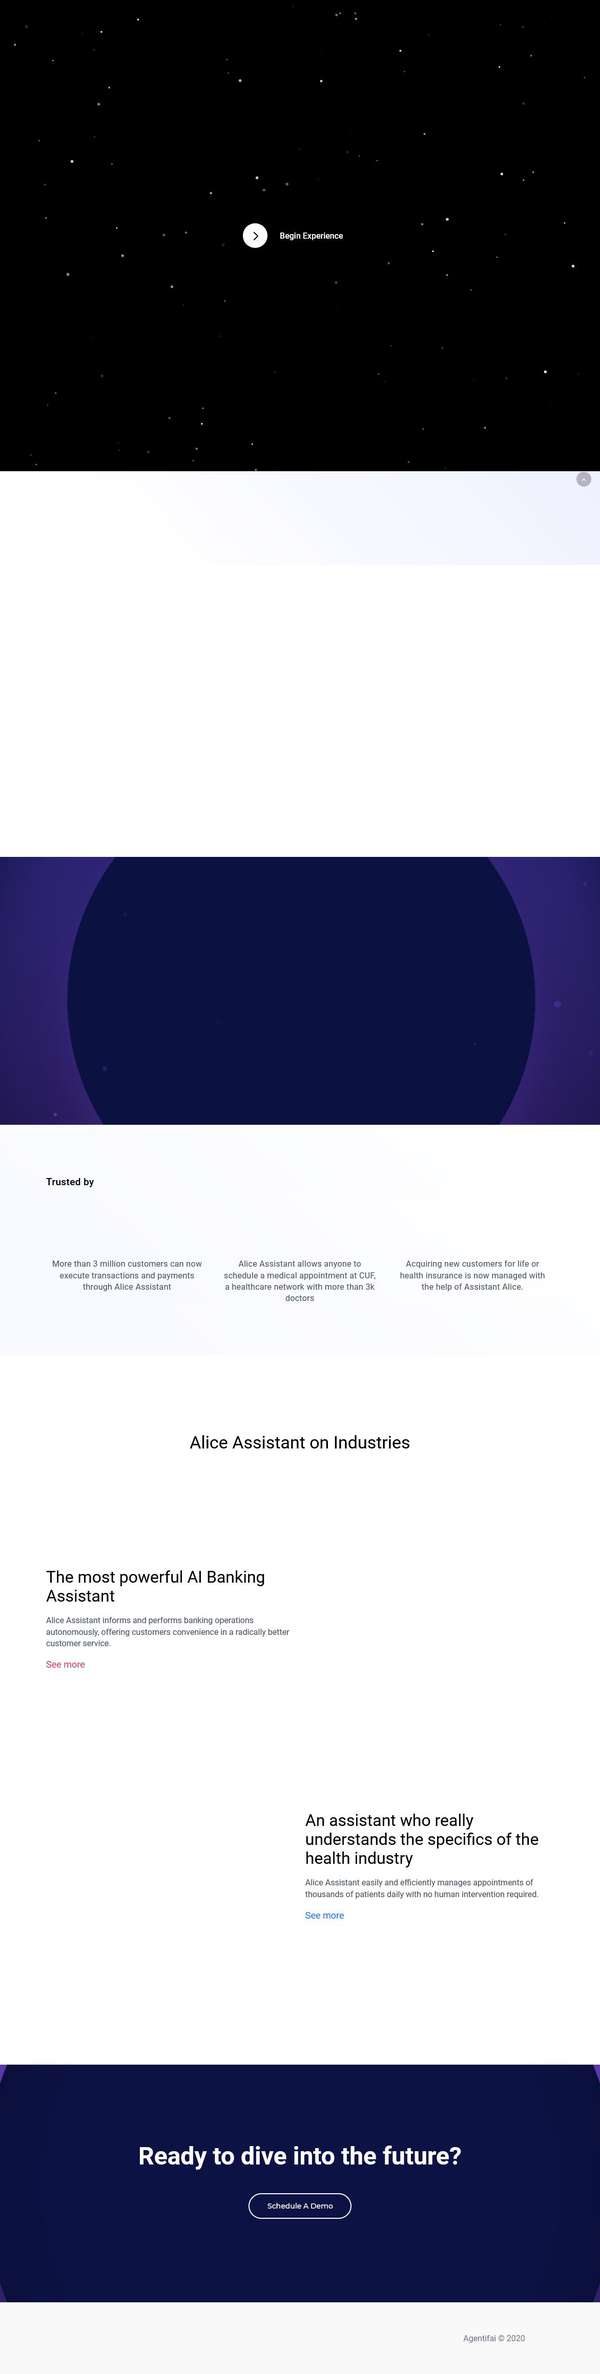 Begin Experience
Trusted by
More than 3 million customers can now
execute transactions and payments
through Alice Assistant
Alice Assistant allows anyone to
schedule a medical appointment at CUF,
a healthcare network with more than 3k
doctors
Acquiring new customers for life or
health insurance is now managed with
the help of Assistant Alice.
Alice Assistant on Industries
The most powerful AI Banking
Assistant
Alice Assistant informs and performs banking operations
autonomously, offering customers convenience in a radically better
customer service.
See more
An assistant who really
understands the specifics of the
health industry
Alice Assistant easily and efficiently manages appointments of
thousands of patients daily with no human intervention required.
See more
Ready to dive into the future?
Schedule A Demo
Agentifai © 2020